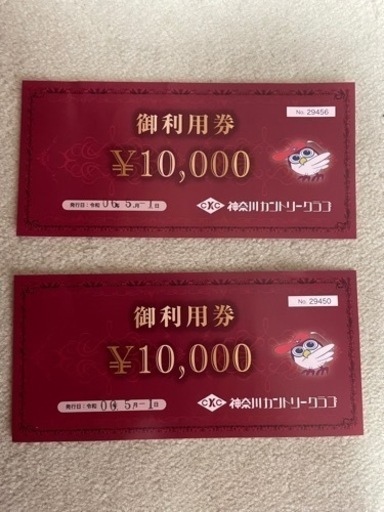 No. 29456
御利用券
¥10,000
発行日：令和 06. 5. -1日
CKC 神奈川カントリークラブ
No. 29450
御利用券
¥10,000
発行日：令和 06 5月 -1日
CKC 神奈川カントリークラブ